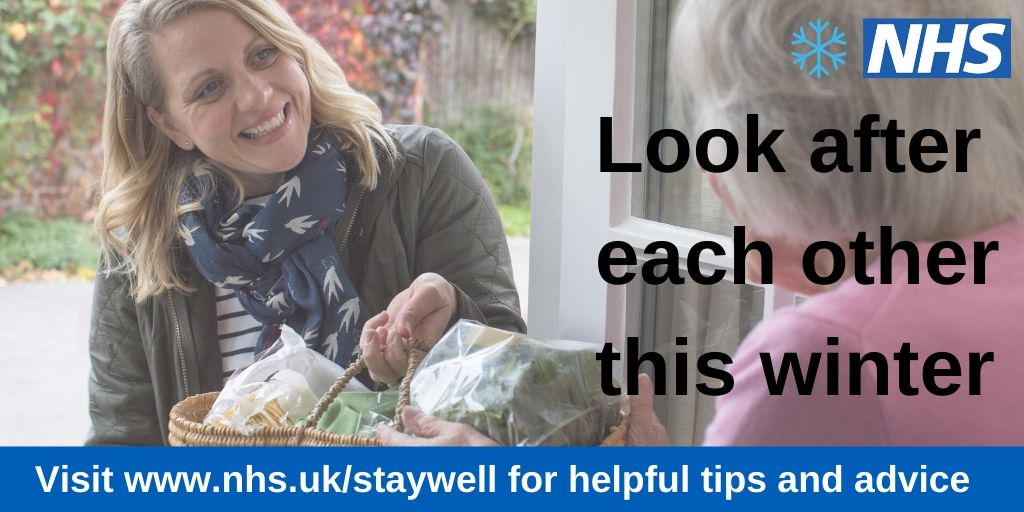 NHS
Look after
each other
this winter
Visit www.nhs.uk/staywell for helpful tips and advice